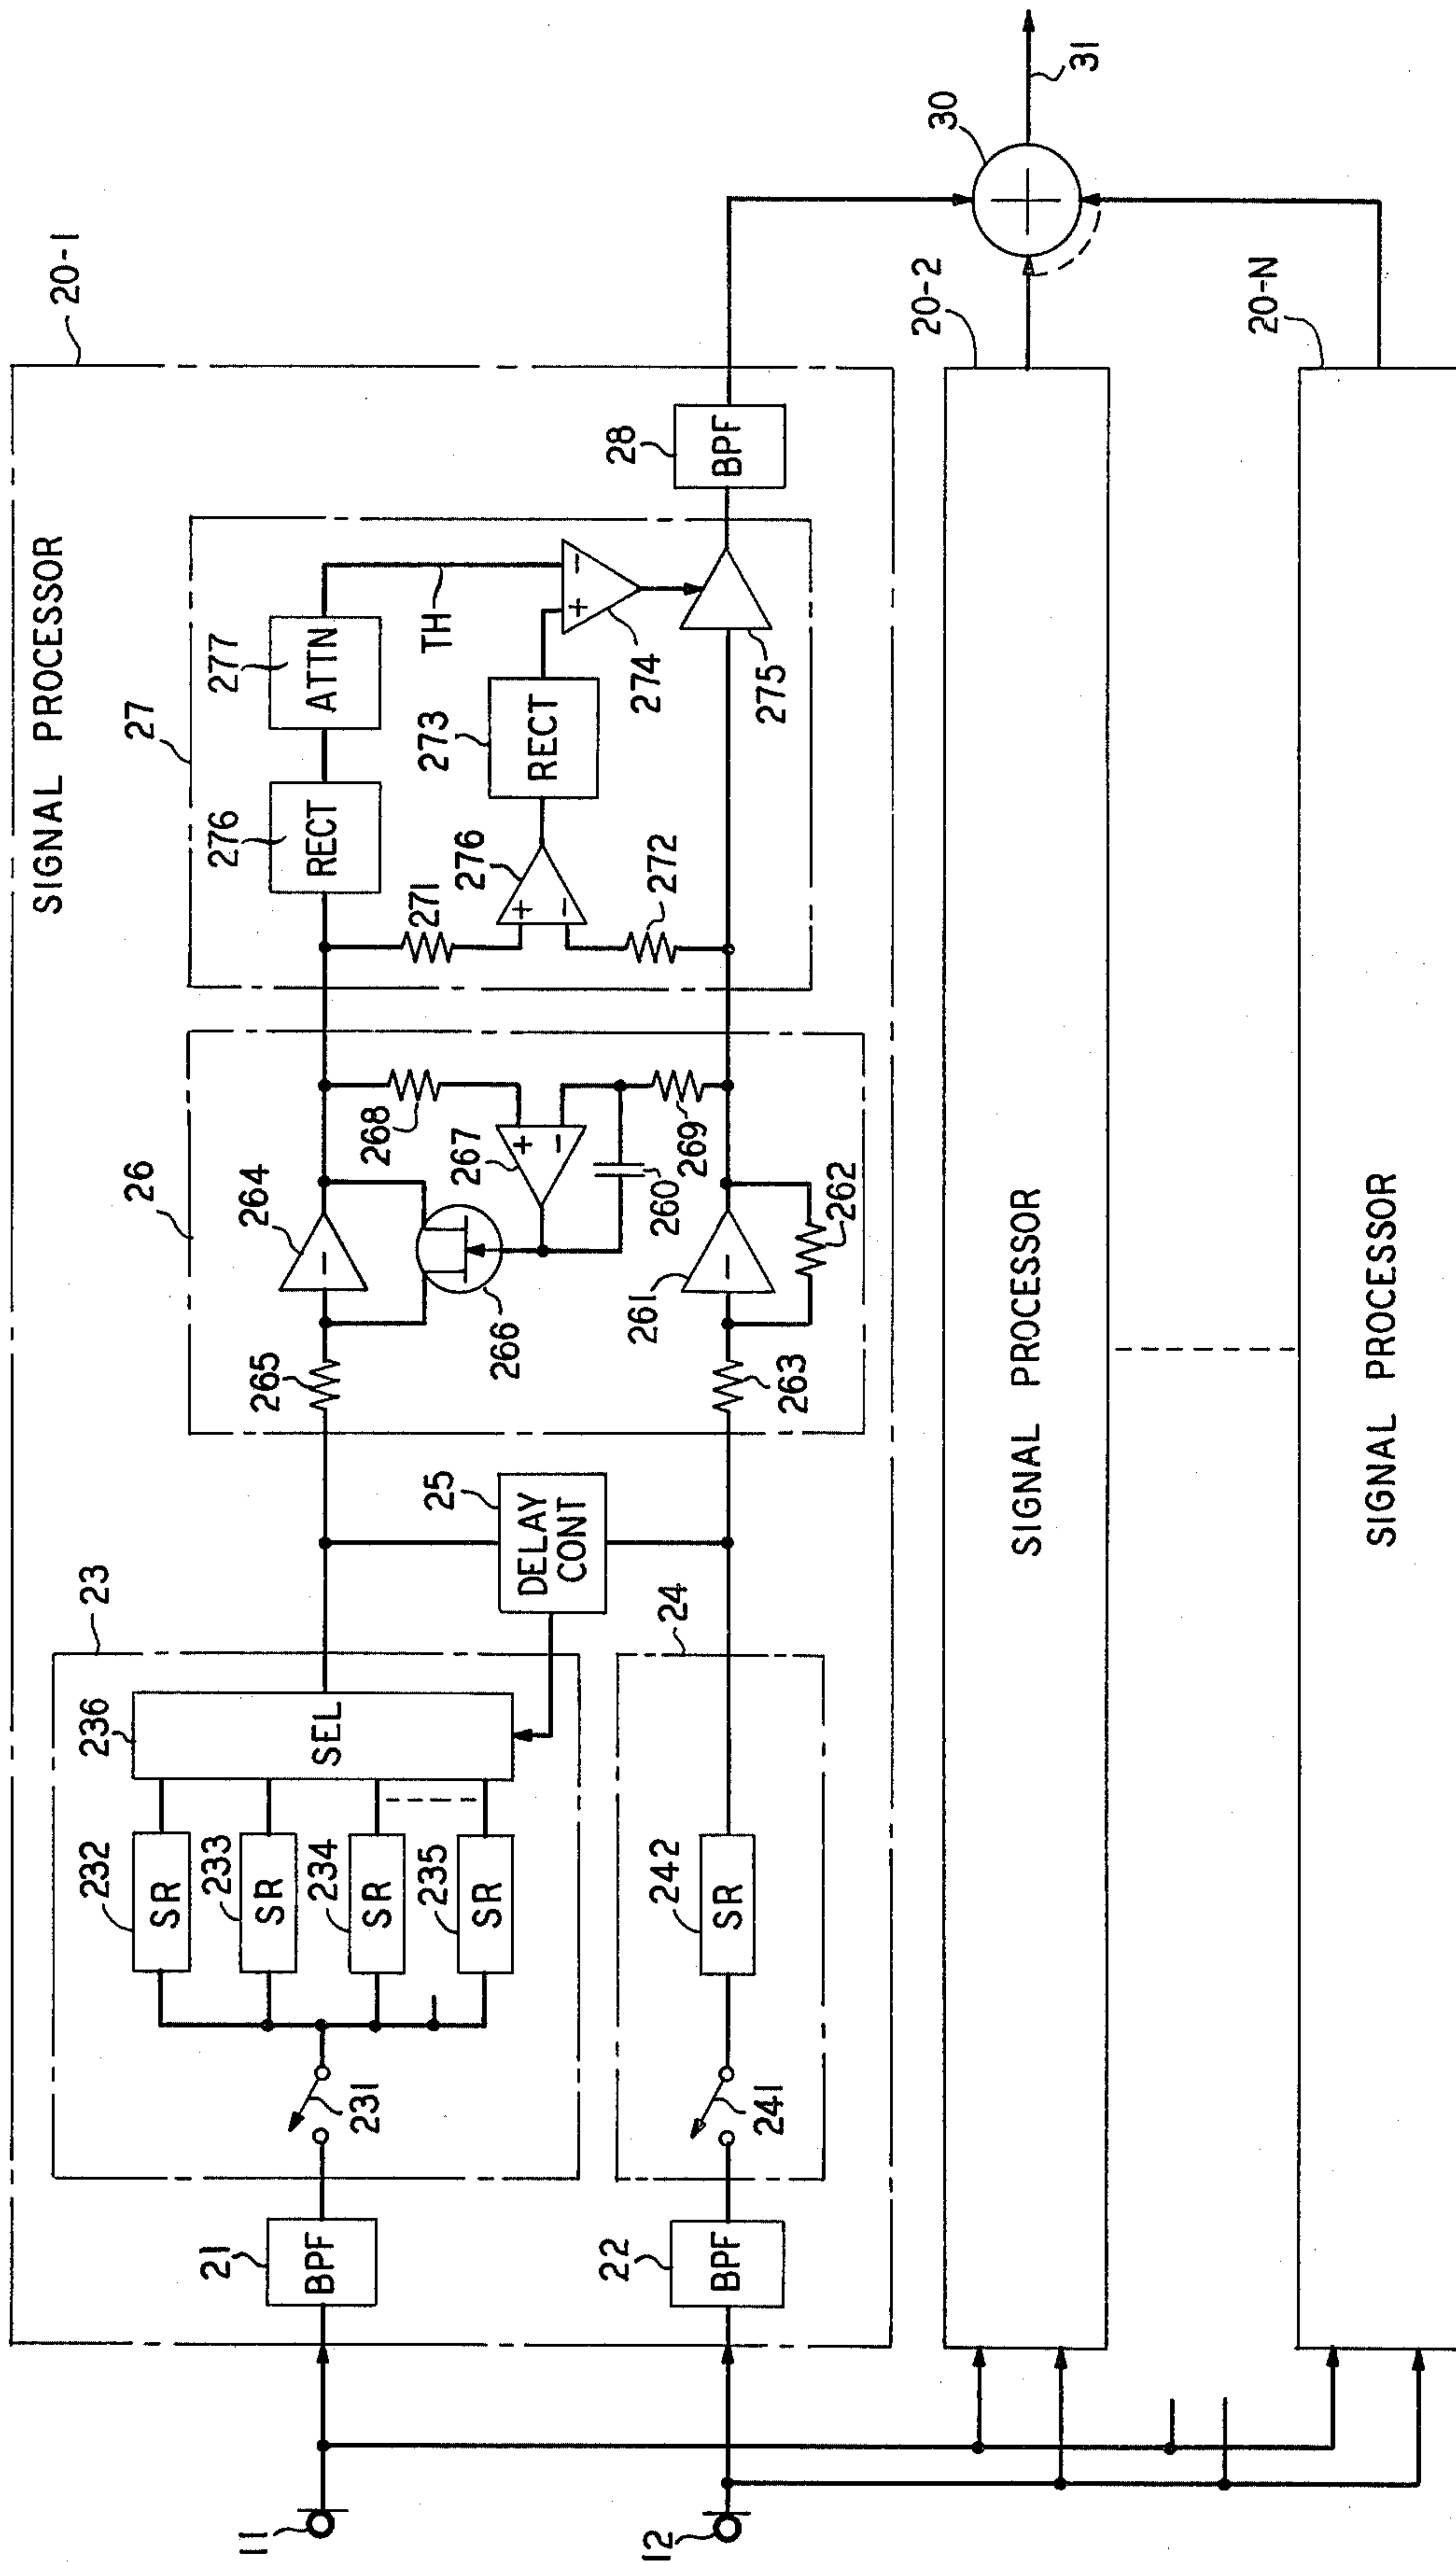 SIGNAL PROCESSOR
20-1
11
12
21
BPF
22
BPF
23
231
232
SR
233
SR
234
SR
235
SR
236
SEL
24
241
242
SR
25
DELAY
CONT
26
265
264
266
268
267
260
269
261
263
262
27
276
RECT
277
ATTN
TH
271
276
+
-
272
273
RECT
+
-
274
275
+
-
-
-
28
BPF
20-2
SIGNAL PROCESSOR
20-N
SIGNAL PROCESSOR
30
+
31